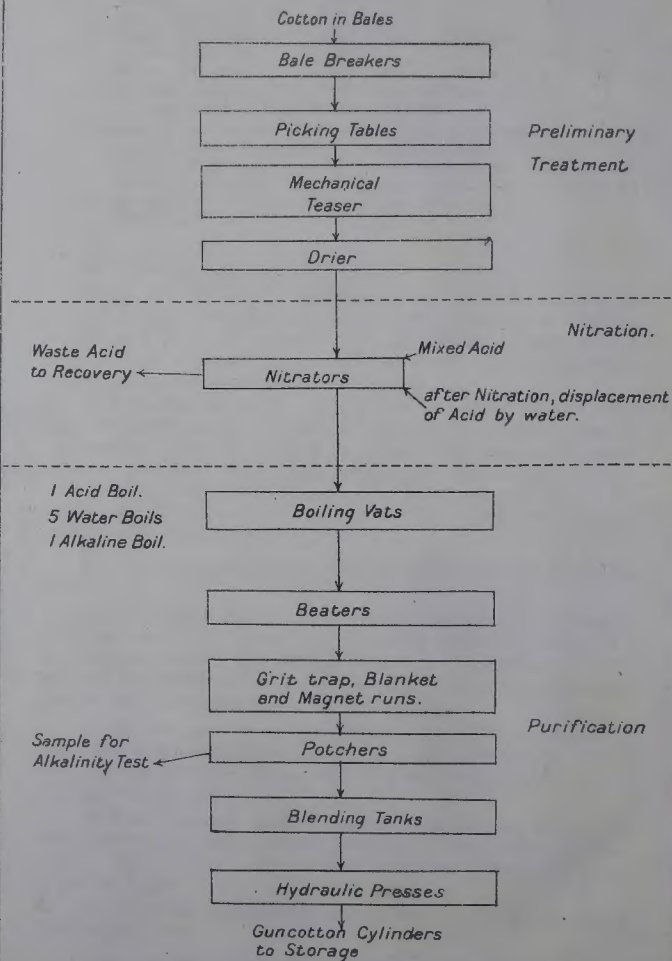 Cotton in Bales
Bale Breakers
Picking Tables
Preliminary
Treatment
Mechanical
Teaser
Drier
Nitration.
Waste Acid
to Recovery
Mixed Acid
Nitrators
after Nitration, displacement
of Acid by water.
1 Acid Boil.
5 Water Boils
1 Alkaline Boil.
Boiling Vats
Beaters
Grit trap, Blanket
and Magnet runs.
Purification
Sample for
Alkalinity Test
Potchers
Blending Tanks
Hydraulic Presses
Guncotton Cylinders
to Storage